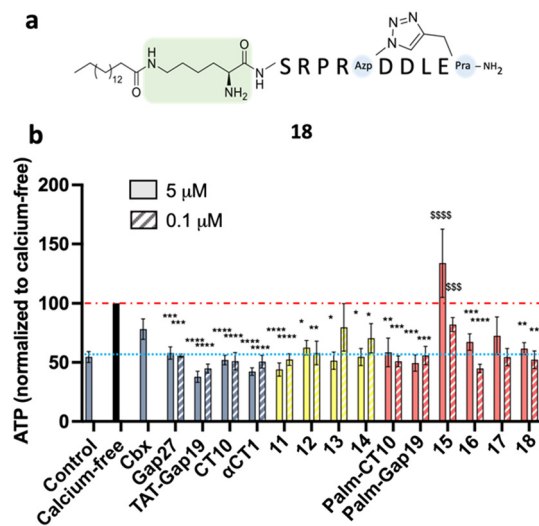 a
12
O
H
N
O
N
H
NH₂
S R P R Azp D D L E Pra -NH₂
N=N
N
18
b
5 μM
0.1 μM
ATP (normalized to calcium-free)
200
150
100
50
0
*** *** **** **** **** **** **** **** **** **** * ** * * * ** *** *** *** $$$$ $$$ *** **** ** **
Control
Calcium-free
Cbx
Gap27
TAT-Gap19
CT10
αCT1
11
12
13
14
Palm-CT10
Palm-Gap19
15
16
17
18